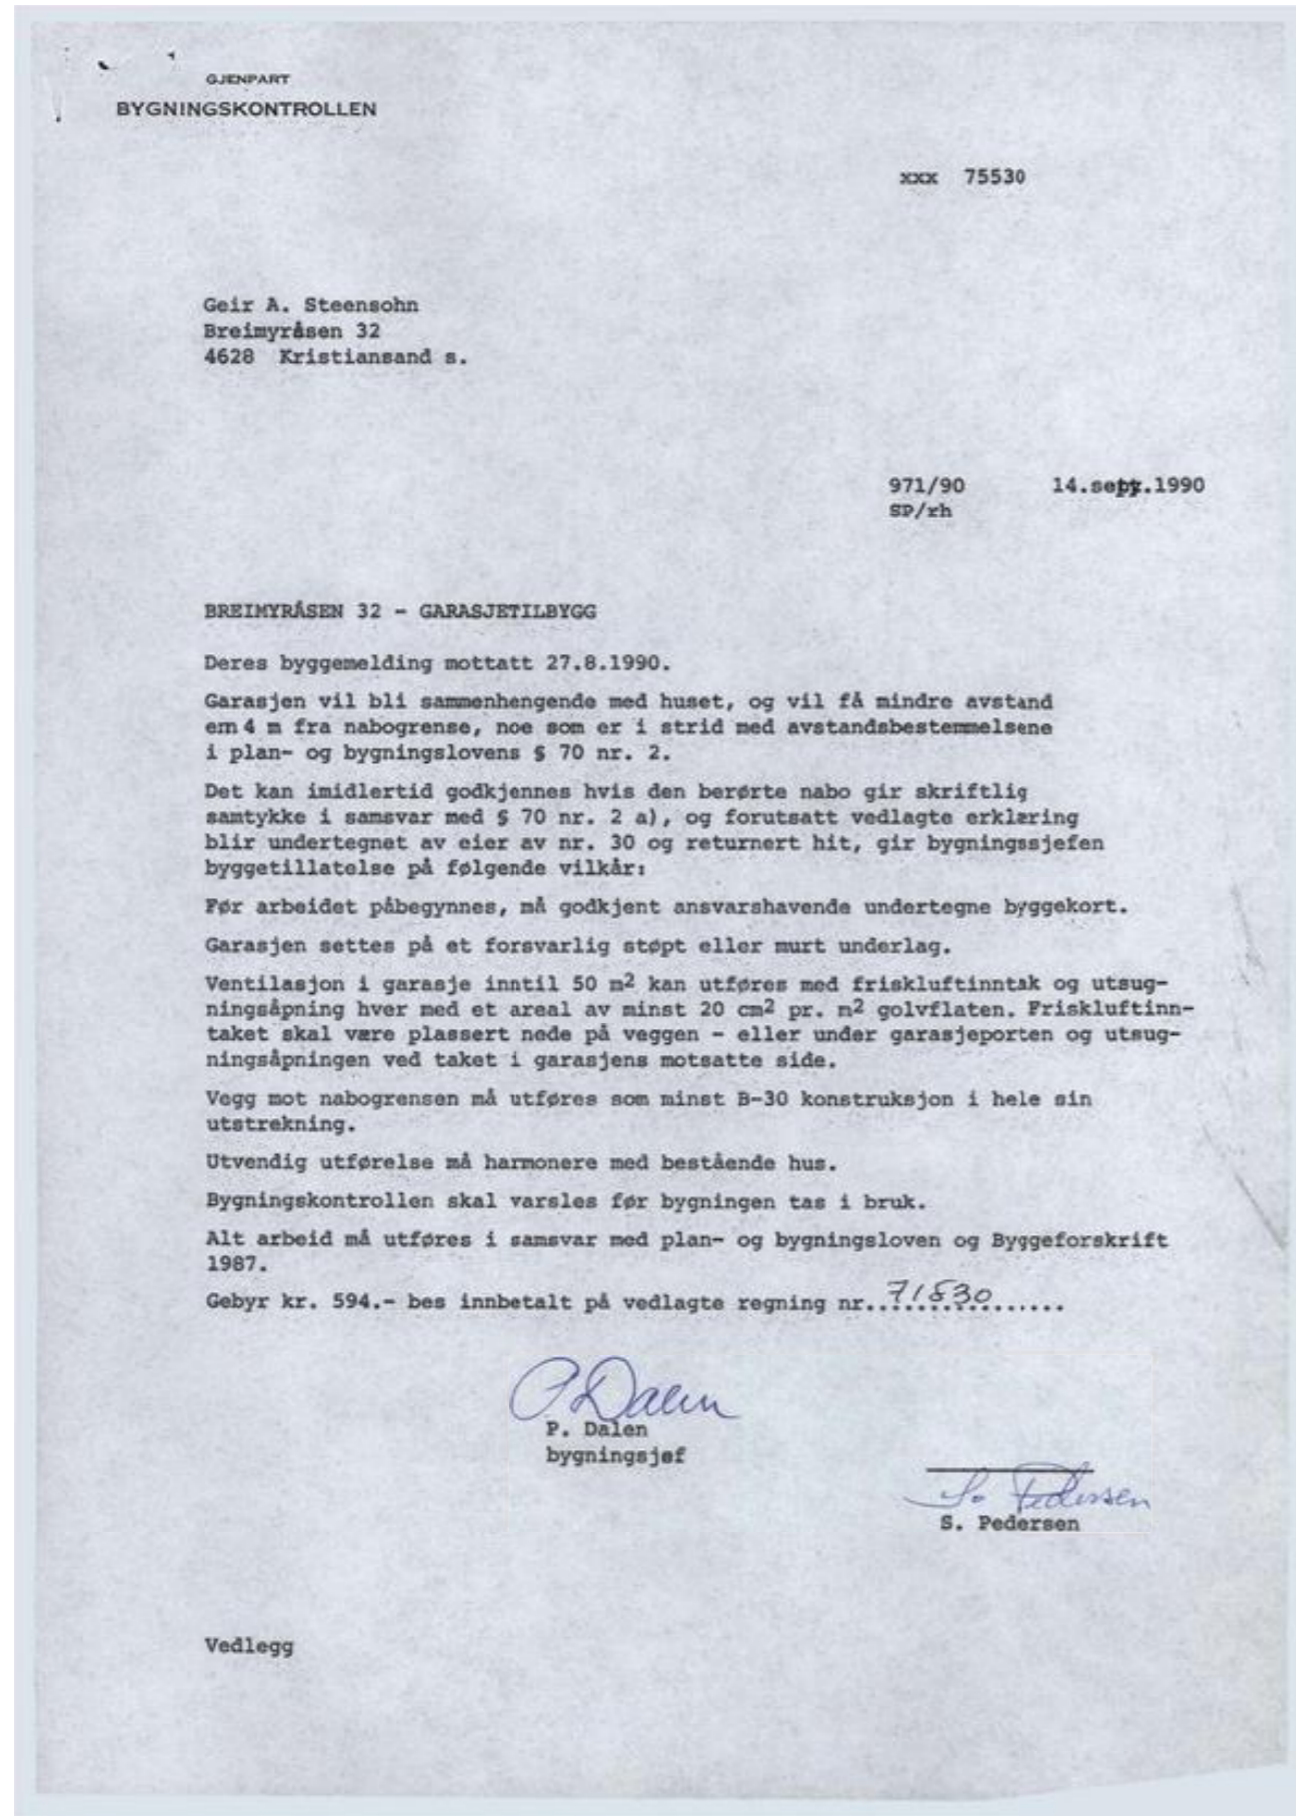 GJENPART
BYGNINGSKONTROLLEN
xxx 75530
Geir A. Steensohn
Breimyråsen 32
4628 Kristiansand s.
971/90 14.sept.1990
SP/rh
BREIMYRÅSEN 32 - GARASJETILBYGG
Deres byggemelding mottatt 27.8.1990.
Garasjen vil bli sammenhengende med huset, og vil få mindre avstand
enn 4 m fra nabogrense, noe som er i strid med avstandsbestemmelsene
i plan- og bygningslovens § 70 nr. 2.
Det kan imidlertid godkjennes hvis den berørte nabo gir skriftlig
samtykke i samsvar med § 70 nr. 2 a), og forutsatt vedlagte erklæring
blir undertegnet av eier av nr. 30 og returnert hit, gir bygningssjefen
byggetillatelse på følgende vilkår:
Før arbeidet påbegynnes, må godkjent ansvarshavende undertegne byggekort.
Garasjen settes på et forsvarlig støpt eller murt underlag.
Ventilasjon i garasje inntil 50 m² kan utføres med friskluftinntak og utsug-
ningsåpning hver med et areal av minst 20 cm² pr. m² golvflaten. Friskluftinn-
taket skal være plassert nede på veggen - eller under garasjeporten og utsug-
ningsåpningen ved taket i garasjens motsatte side.
Vegg mot nabogrensen må utføres som minst B-30 konstruksjon i hele sin
utstrekning.
Utvendig utførelse må harmonere med bestående hus.
Bygningskontrollen skal varsles før bygningen tas i bruk.
Alt arbeid må utføres i samsvar med plan- og bygningsloven og Byggeforskrift
1987.
Gebyr kr. 594.- bes innbetalt på vedlagte regning nr..71830...........
P. Dalen
P. Dalen
bygningsjef
S. Pedersen
S. Pedersen
Vedlegg